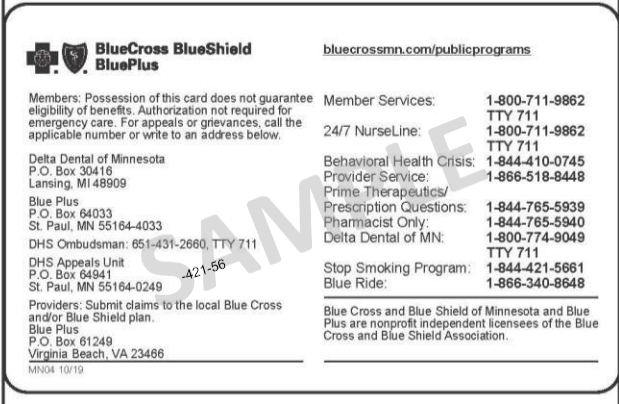 BlueCross BlueShield
BluePlus
Members: Possession of this card does not guarantee
eligibility of benefits. Authorization not required for
emergency care. For appeals or grievances, call the
applicable number or write to an address below.
Delta Dental of Minnesota
P.O. Box 30416
Lansing, MI 48909
Blue Plus
P.O. Box 64033
St. Paul, MN 55164-4033
DHS Ombudsman: 651-431-2660, TTY 711
DHS Appeals Unit
P.O. Box 64941
St. Paul, MN 55164-0249
-421-56
Providers: Submit claims to the local Blue Cross
and/or Blue Shield plan.
Blue Plus
P.O. Box 61249
Virginia Beach, VA 23466
MN04 10/19
bluecrossmn.com/publicprograms
Member Services: 1-800-711-9862
TTY 711
24/7 NurseLine: 1-800-711-9862
TTY 711
Behavioral Health Crisis: 1-844-410-0745
Provider Service: 1-866-518-8448
Prime Therapeutics/
Prescription Questions: 1-844-765-5939
Pharmacist Only: 1-844-765-5940
Delta Dental of MN: 1-800-774-9049
TTY 711
Stop Smoking Program: 1-844-421-5661
Blue Ride: 1-866-340-8648
Blue Cross and Blue Shield of Minnesota and Blue
Plus are nonprofit independent licensees of the Blue
Cross and Blue Shield Association.
SAMPLE